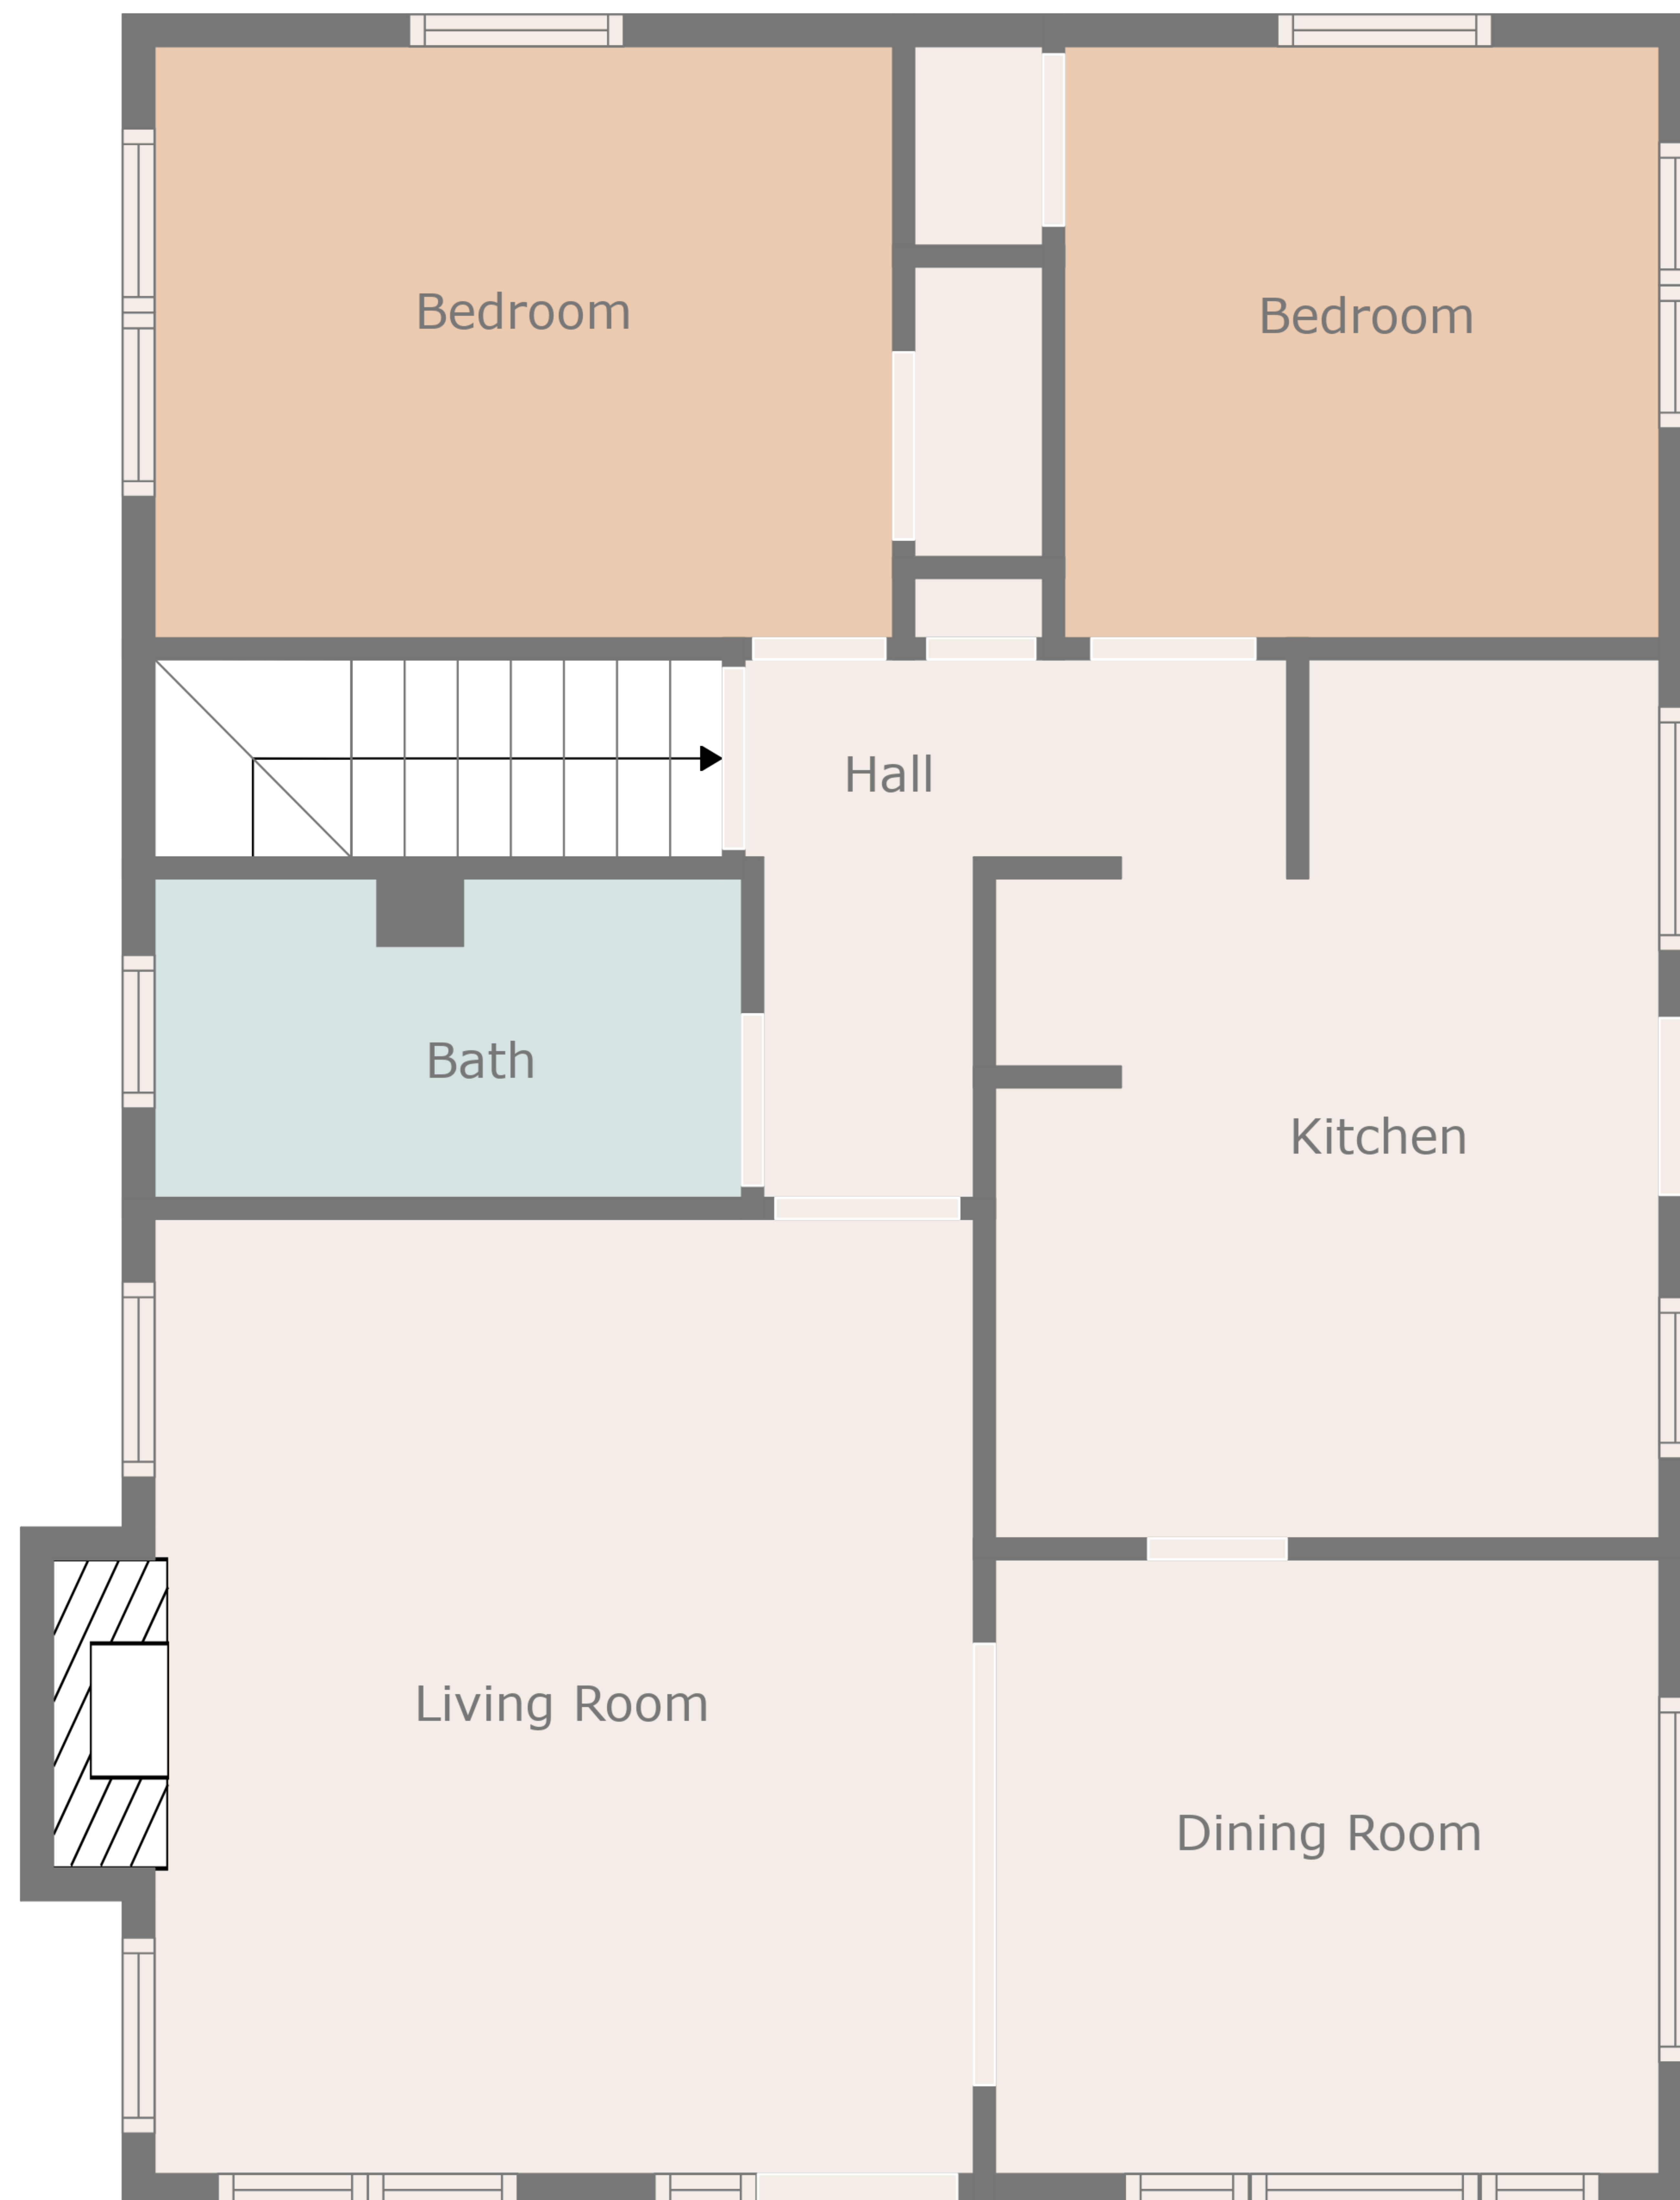 Bedroom
Bedroom
Hall
Bath
Kitchen
Living Room
Dining Room